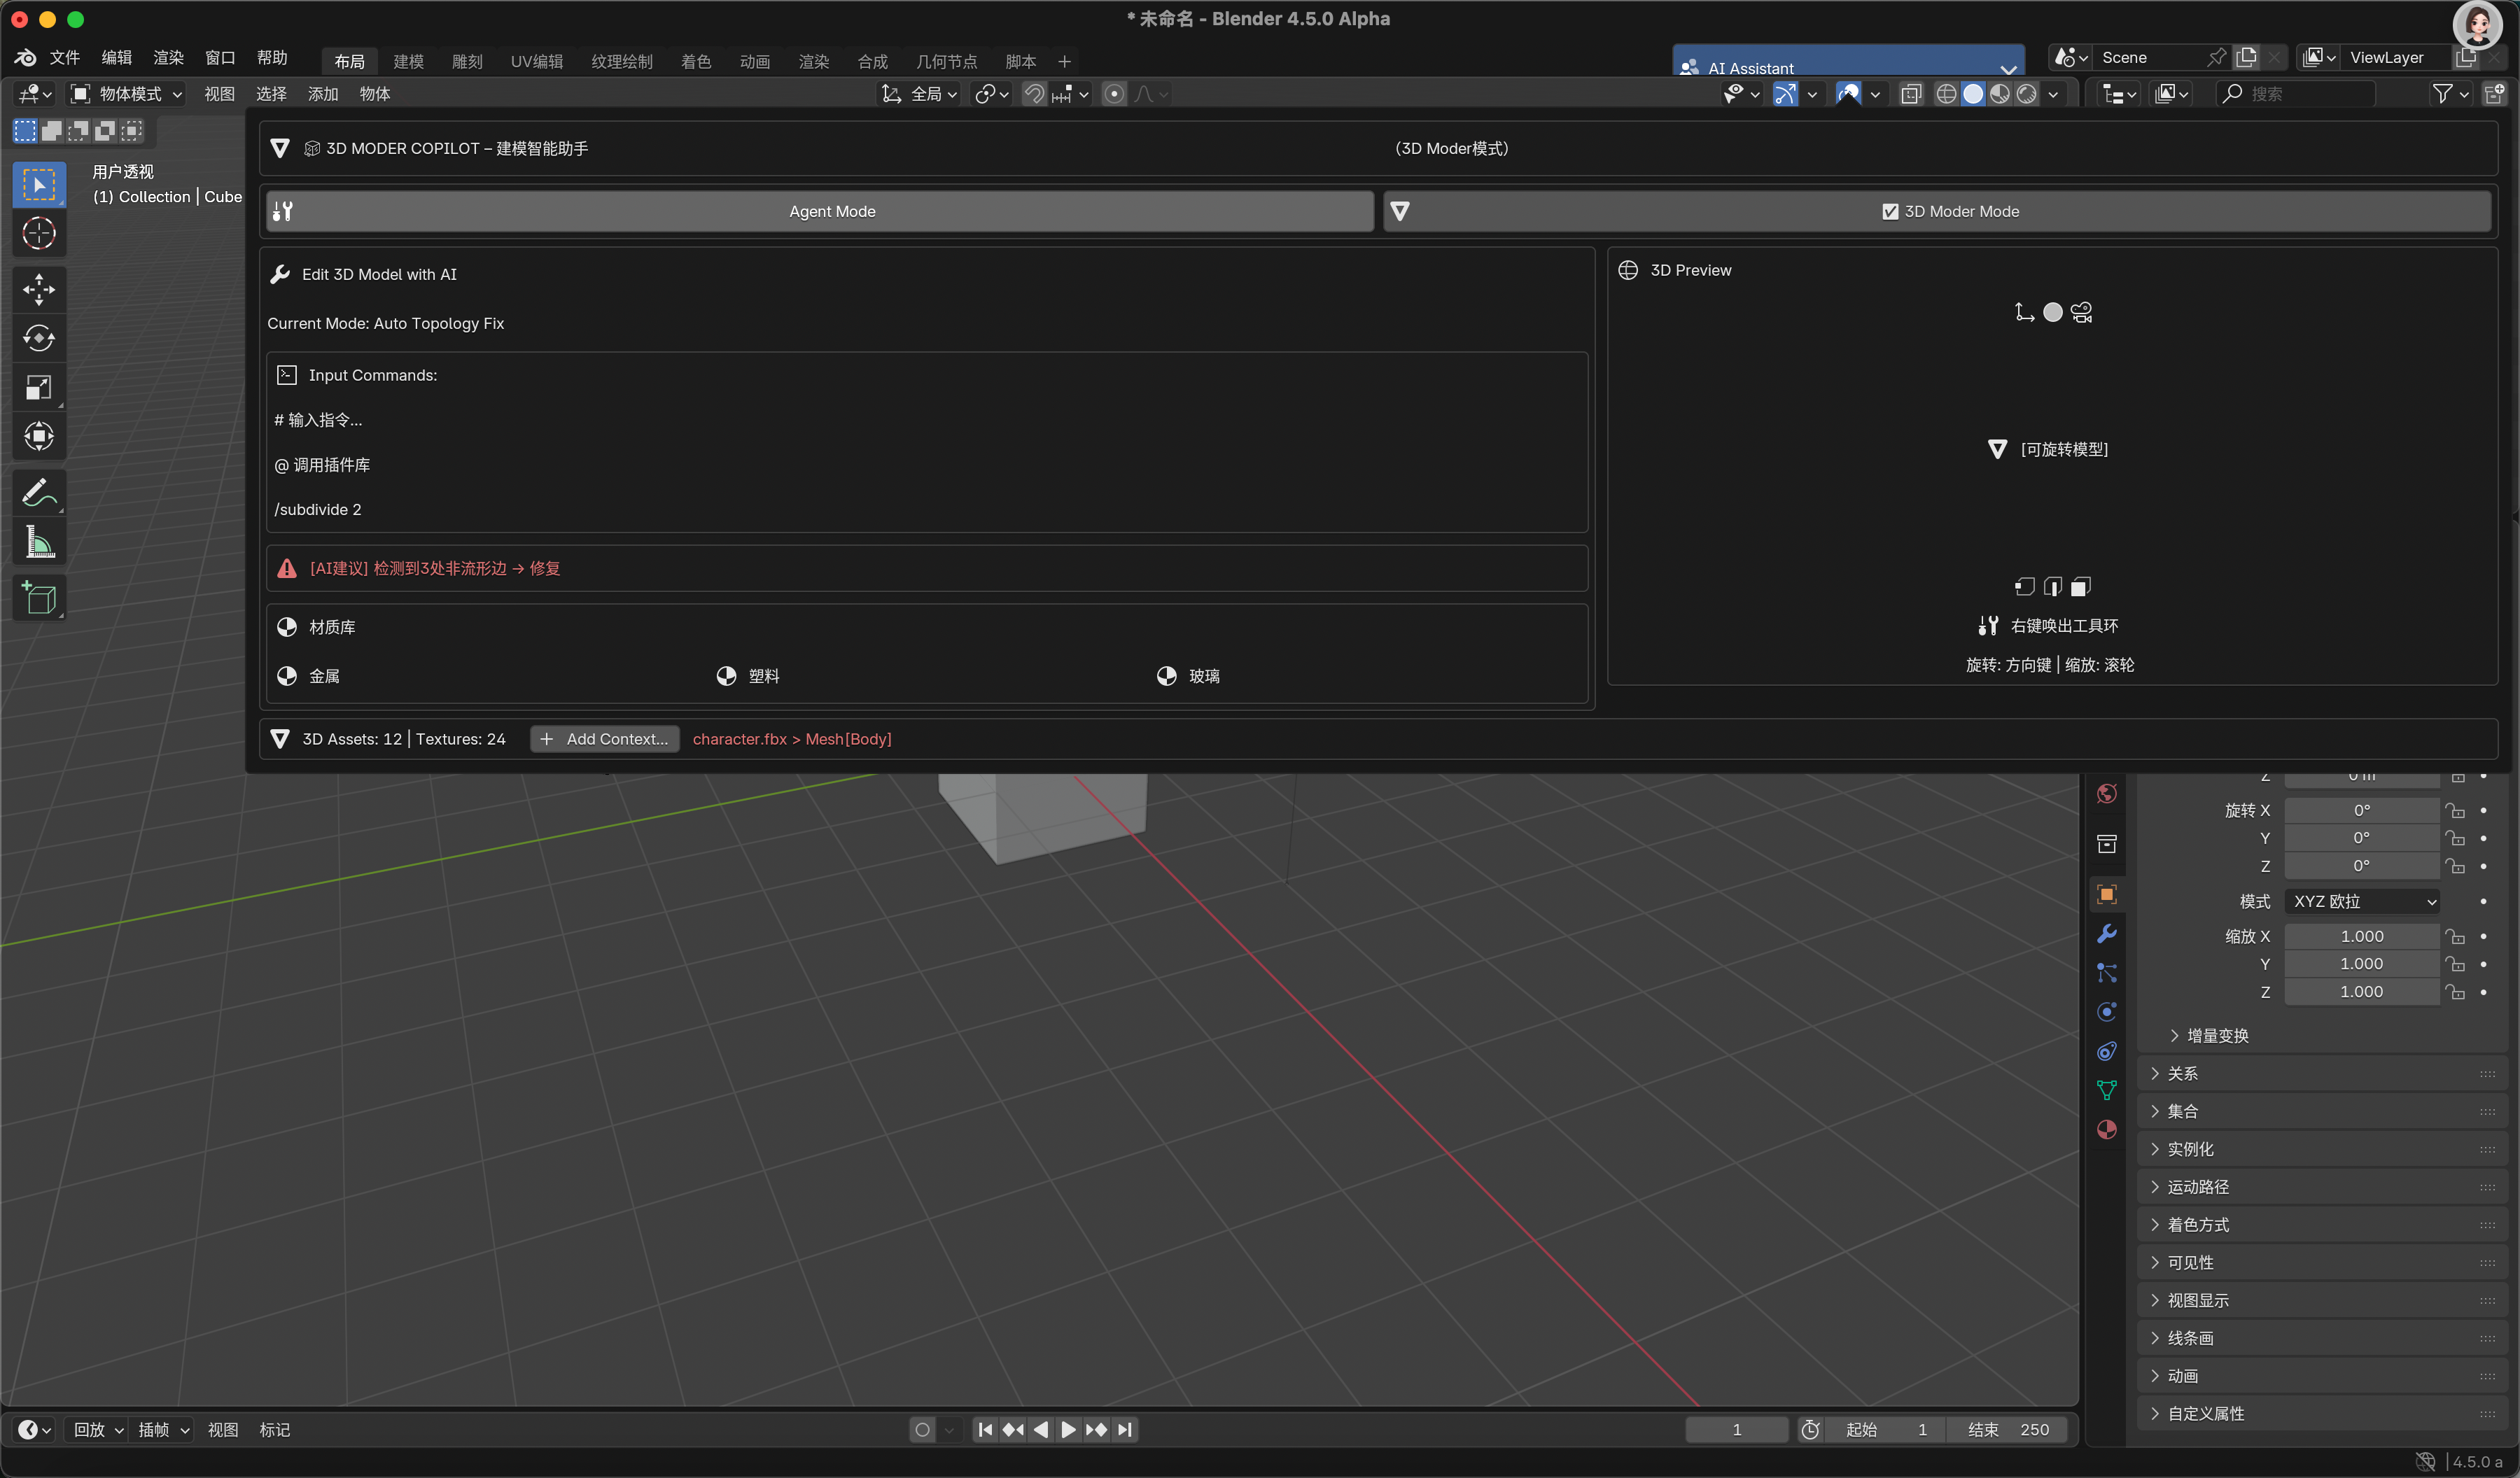 * 未命名 - Blender 4.5.0 Alpha
文件 编辑 渲染 窗口 帮助 布局 建模 雕刻 UV编辑 纹理绘制 着色 动画 渲染 合成 几何节点 脚本 + AI Assistant Scene ViewLayer
物体模式 视图 选择 添加 物体 全局 搜索
用户透视
(1) Collection | Cube
3D MODER COPILOT – 建模智能助手 (3D Moder模式)
Agent Mode 3D Moder Mode
Edit 3D Model with AI
Current Mode: Auto Topology Fix
Input Commands:
# 输入指令...
@ 调用插件库
/subdivide 2
[AI建议] 检测到3处非流形边 → 修复
材质库
金属 塑料 玻璃
3D Preview
[可旋转模型]
右键唤出工具环
旋转: 方向键 | 缩放: 滚轮
3D Assets: 12 | Textures: 24 + Add Context... character.fbx > Mesh[Body]
Z 0 m
旋转 X 0°
Y 0°
Z 0°
模式 XYZ 欧拉
缩放 X 1.000
Y 1.000
Z 1.000
增量变换
关系
集合
实例化
运动路径
着色方式
可见性
视图显示
线条画
动画
自定义属性
回放 插帧 视图 标记 1 起始 1 结束 250
4.5.0 a